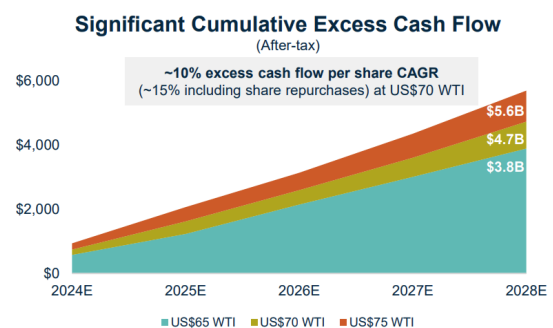 Significant Cumulative Excess Cash Flow
(After-tax)
~10% excess cash flow per share CAGR
(~15% including share repurchases) at US$70 WTI
$6,000
$4,000
$2,000
$0
$5.6B
$4.7B
$3.8B
2024E 2025E 2026E 2027E 2028E
US$65 WTI US$70 WTI US$75 WTI